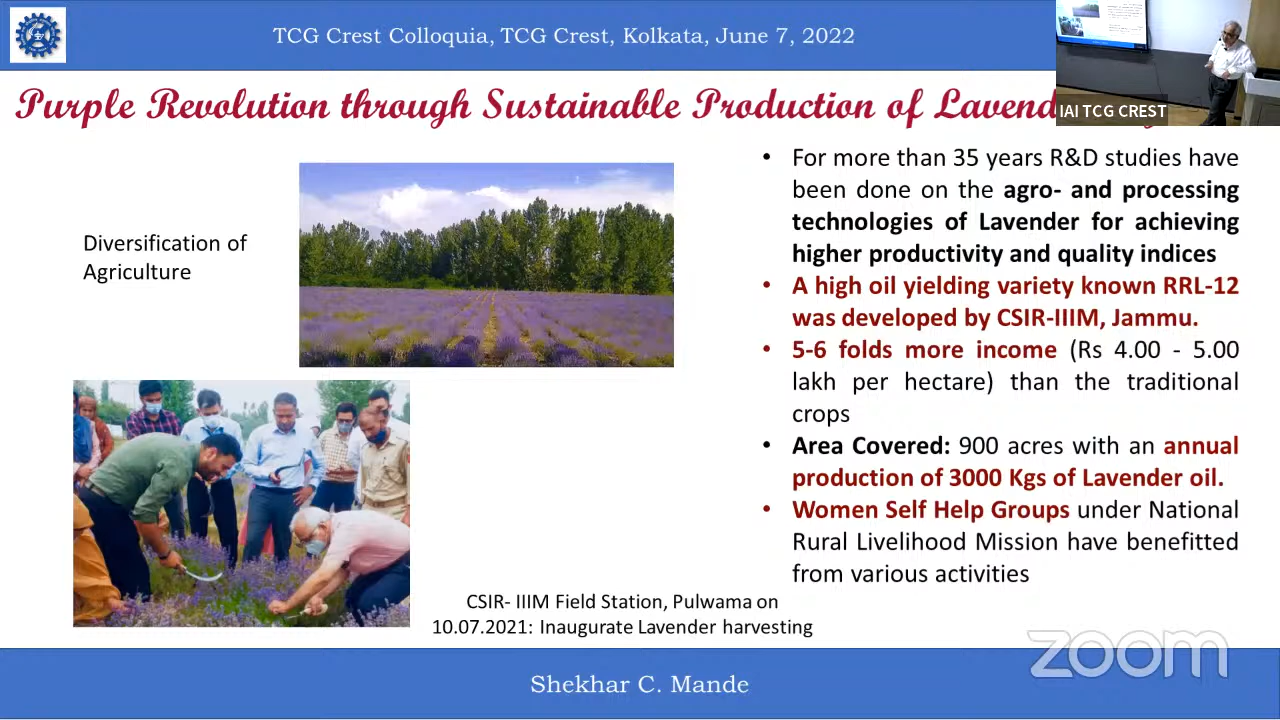 TCG Crest Colloquia, TCG Crest, Kolkata, June 7, 2022
Purple Revolution through Sustainable Production of
IAI TCG CREST
Diversification of
Agriculture
• For more than 35 years R&D studies have
been done on the agro- and processing
technologies of Lavender for achieving
higher productivity and quality indices
• A high oil yielding variety known RRL-12
was developed by CSIR-IIIM, Jammu.
• 5-6 folds more income (Rs 4.00 - 5.00
lakh per hectare) than the traditional
crops
• Area Covered: 900 acres with an annual
production of 3000 Kgs of Lavender oil.
• Women Self Help Groups under National
Rural Livelihood Mission have benefitted
from various activities
CSIR- IIIM Field Station, Pulwama on
10.07.2021: Inaugurate Lavender harvesting
zoom
Shekhar C. Mande